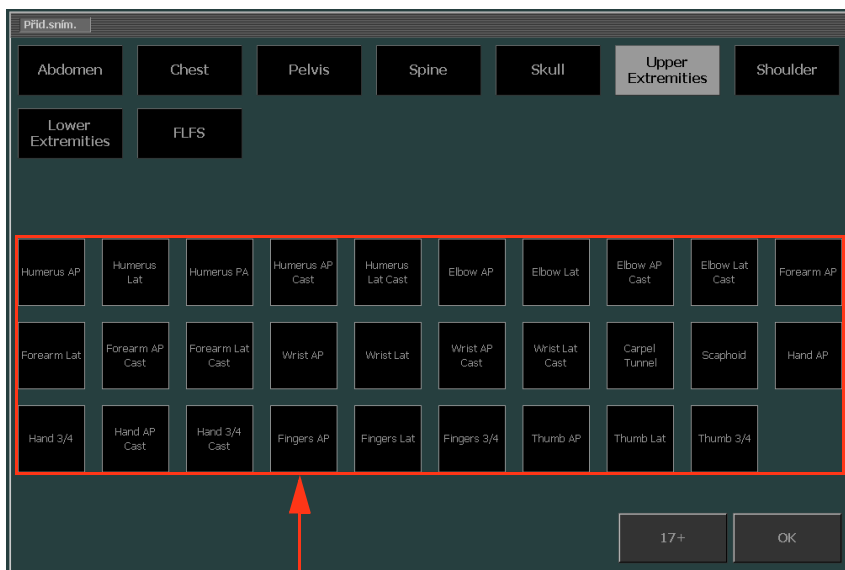 Přid.sním.
Abdomen
Chest
Pelvis
Spine
Skull
Upper
Extremities
Shoulder
Lower
Extremities
FLFS
Humerus AP
Humerus
Lat
Humerus PA
Humerus AP
Cast
Humerus
Lat Cast
Elbow AP
Elbow Lat
Elbow AP
Cast
Elbow Lat
Cast
Forearm AP
Forearm Lat
Forearm AP
Cast
Forearm Lat
Cast
Wrist AP
Wrist Lat
Wrist AP
Cast
Wrist Lat
Cast
Carpel
Tunnel
Scaphoid
Hand AP
Hand 3/4
Hand AP
Cast
Hand 3/4
Cast
Fingers AP
Fingers Lat
Fingers 3/4
Thumb AP
Thumb Lat
Thumb 3/4
17+
OK